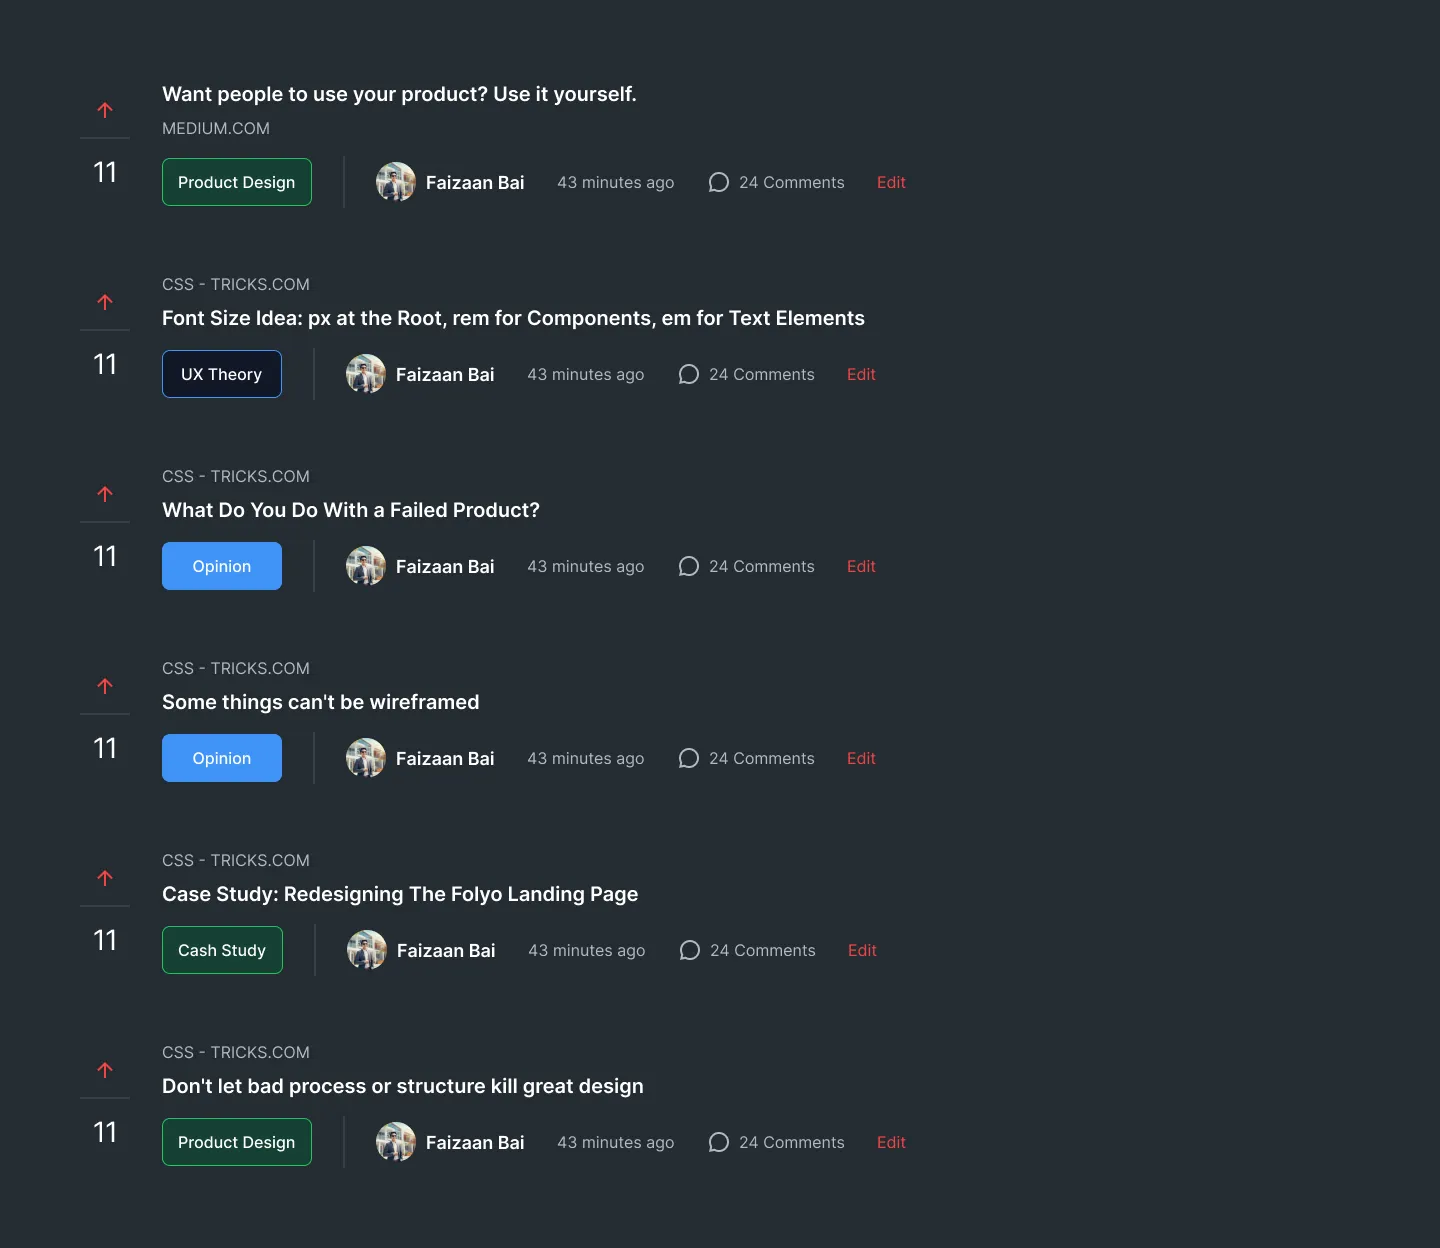 Want people to use your product? Use it yourself.
MEDIUM.COM
11
Product Design Faizaan Bai 43 minutes ago 24 Comments Edit
CSS - TRICKS.COM
Font Size Idea: px at the Root, rem for Components, em for Text Elements
11
UX Theory Faizaan Bai 43 minutes ago 24 Comments Edit
CSS - TRICKS.COM
What Do You Do With a Failed Product?
11
Opinion Faizaan Bai 43 minutes ago 24 Comments Edit
CSS - TRICKS.COM
Some things can't be wireframed
11
Opinion Faizaan Bai 43 minutes ago 24 Comments Edit
CSS - TRICKS.COM
Case Study: Redesigning The Folyo Landing Page
11
Cash Study Faizaan Bai 43 minutes ago 24 Comments Edit
CSS - TRICKS.COM
Don't let bad process or structure kill great design
11
Product Design Faizaan Bai 43 minutes ago 24 Comments Edit